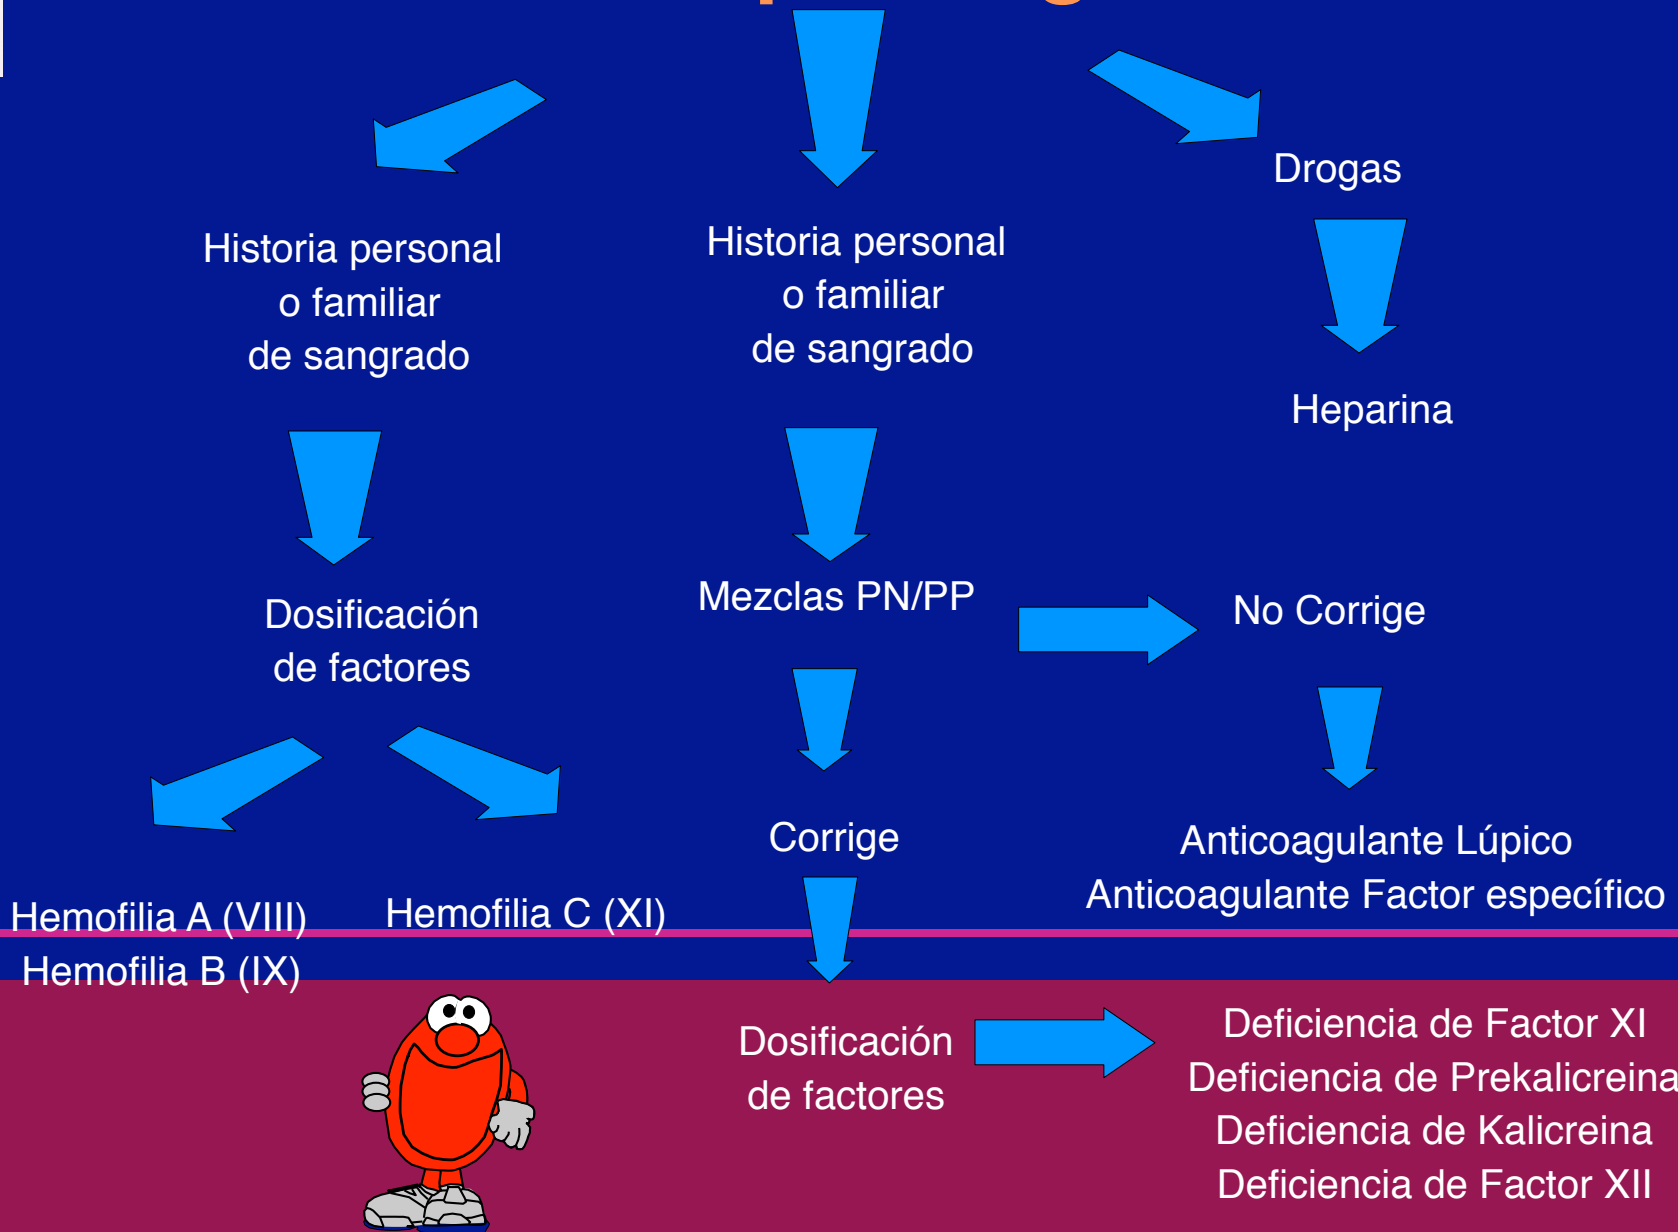 Drogas
Historia personal
o familiar
de sangrado
Historia personal
o familiar
de sangrado
Heparina
Dosificación
de factores
Mezclas PN/PP
No Corrige
Hemofilia A (VIII)
Hemofilia B (IX)
Hemofilia C (XI)
Corrige
Anticoagulante Lúpico
Anticoagulante Factor específico
Dosificación
de factores
Deficiencia de Factor XI
Deficiencia de Prekalicreina
Deficiencia de Kalicreina
Deficiencia de Factor XII